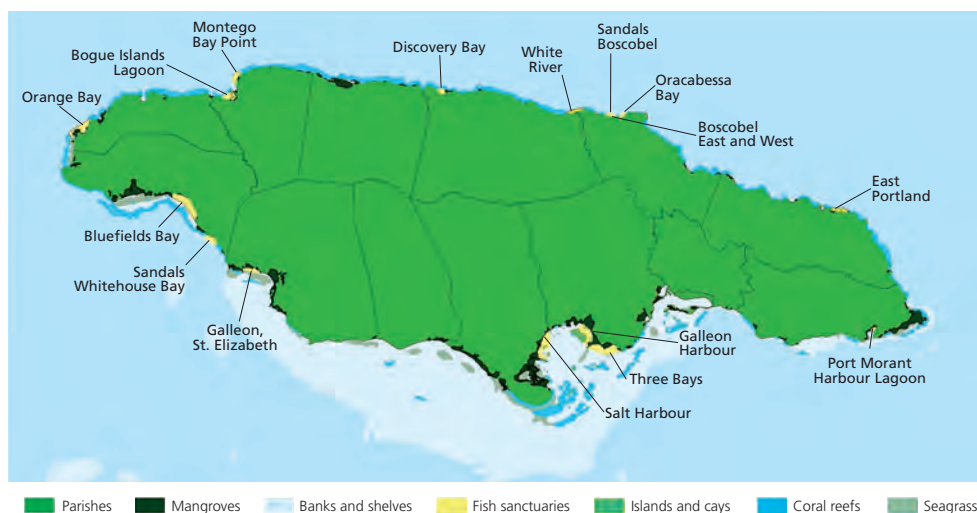 Montego
Bay Point
Bogue Islands
Lagoon
Orange Bay
Discovery Bay
White
River
Sandals
Boscobel
Oracabessa
Bay
Boscobel
East and West
East
Portland
Bluefields Bay
Sandals
Whitehouse Bay
Galleon,
St. Elizabeth
Galleon
Harbour
Three Bays
Salt Harbour
Port Morant
Harbour Lagoon
Parishes Mangroves Banks and shelves Fish sanctuaries Islands and cays Coral reefs Seagrass